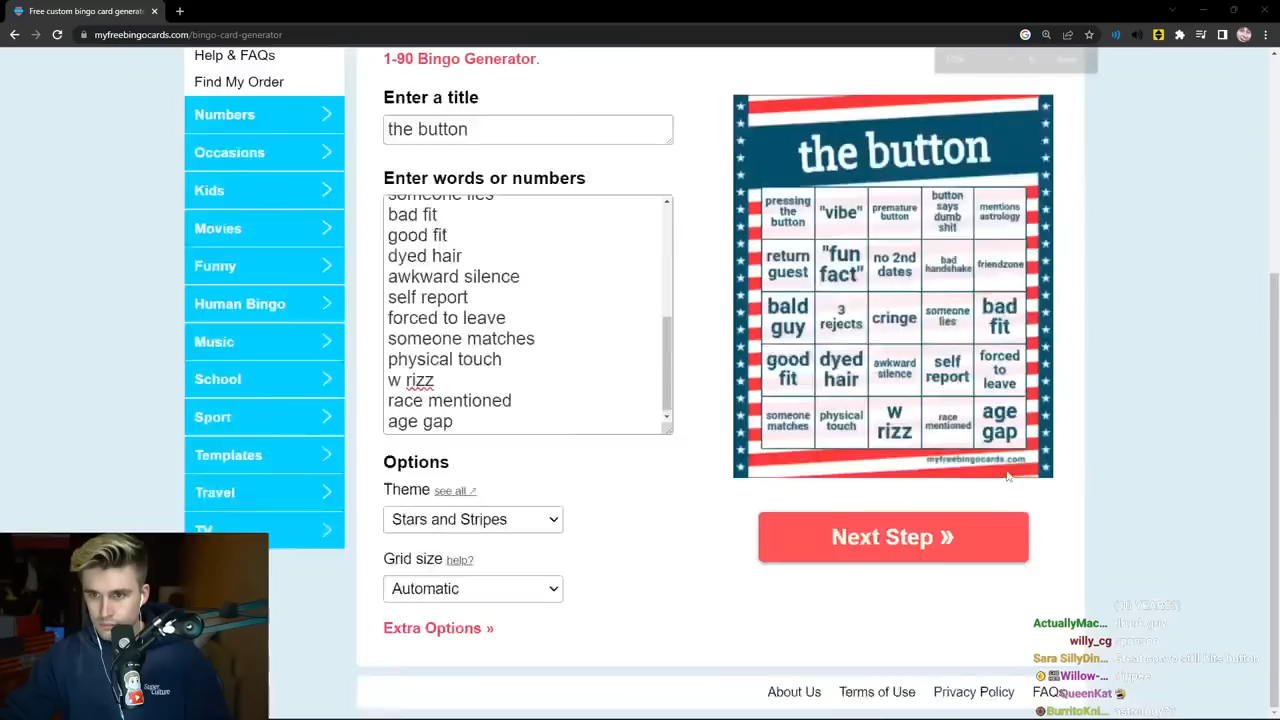 Free custom bingo card generat
myfreebingocards.com/bingo-card-generator
Help & FAQs
Find My Order
Numbers
Occasions
Kids
Movies
Funny
Human Bingo
Music
School
Sport
Templates
Travel
TV
1-90 Bingo Generator.
Enter a title
the button
Enter words or numbers
someone lies
bad fit
good fit
dyed hair
awkward silence
self report
forced to leave
someone matches
physical touch
w rizz
race mentioned
age gap
Options
Theme see all
Stars and Stripes
Grid size help?
Automatic
Extra Options »
the button
pressing the button
"vibe"
premature button
button says dumb shit
mentions astrology
return guest
"fun fact"
no 2nd dates
bad handshake
friendzone
bald guy
3 rejects
cringe
someone lies
bad fit
good fit
dyed hair
awkward silence
self report
forced to leave
someone matches
physical touch
w rizz
race mentioned
age gap
myfreebingocards.com
Next Step »
About Us
Terms of Use
Privacy Policy
FAQs
ActuallyMac...
willy_cg
Sara SillyDin...
Willow-...
QueenKat
BurritoKni...
Super Culture